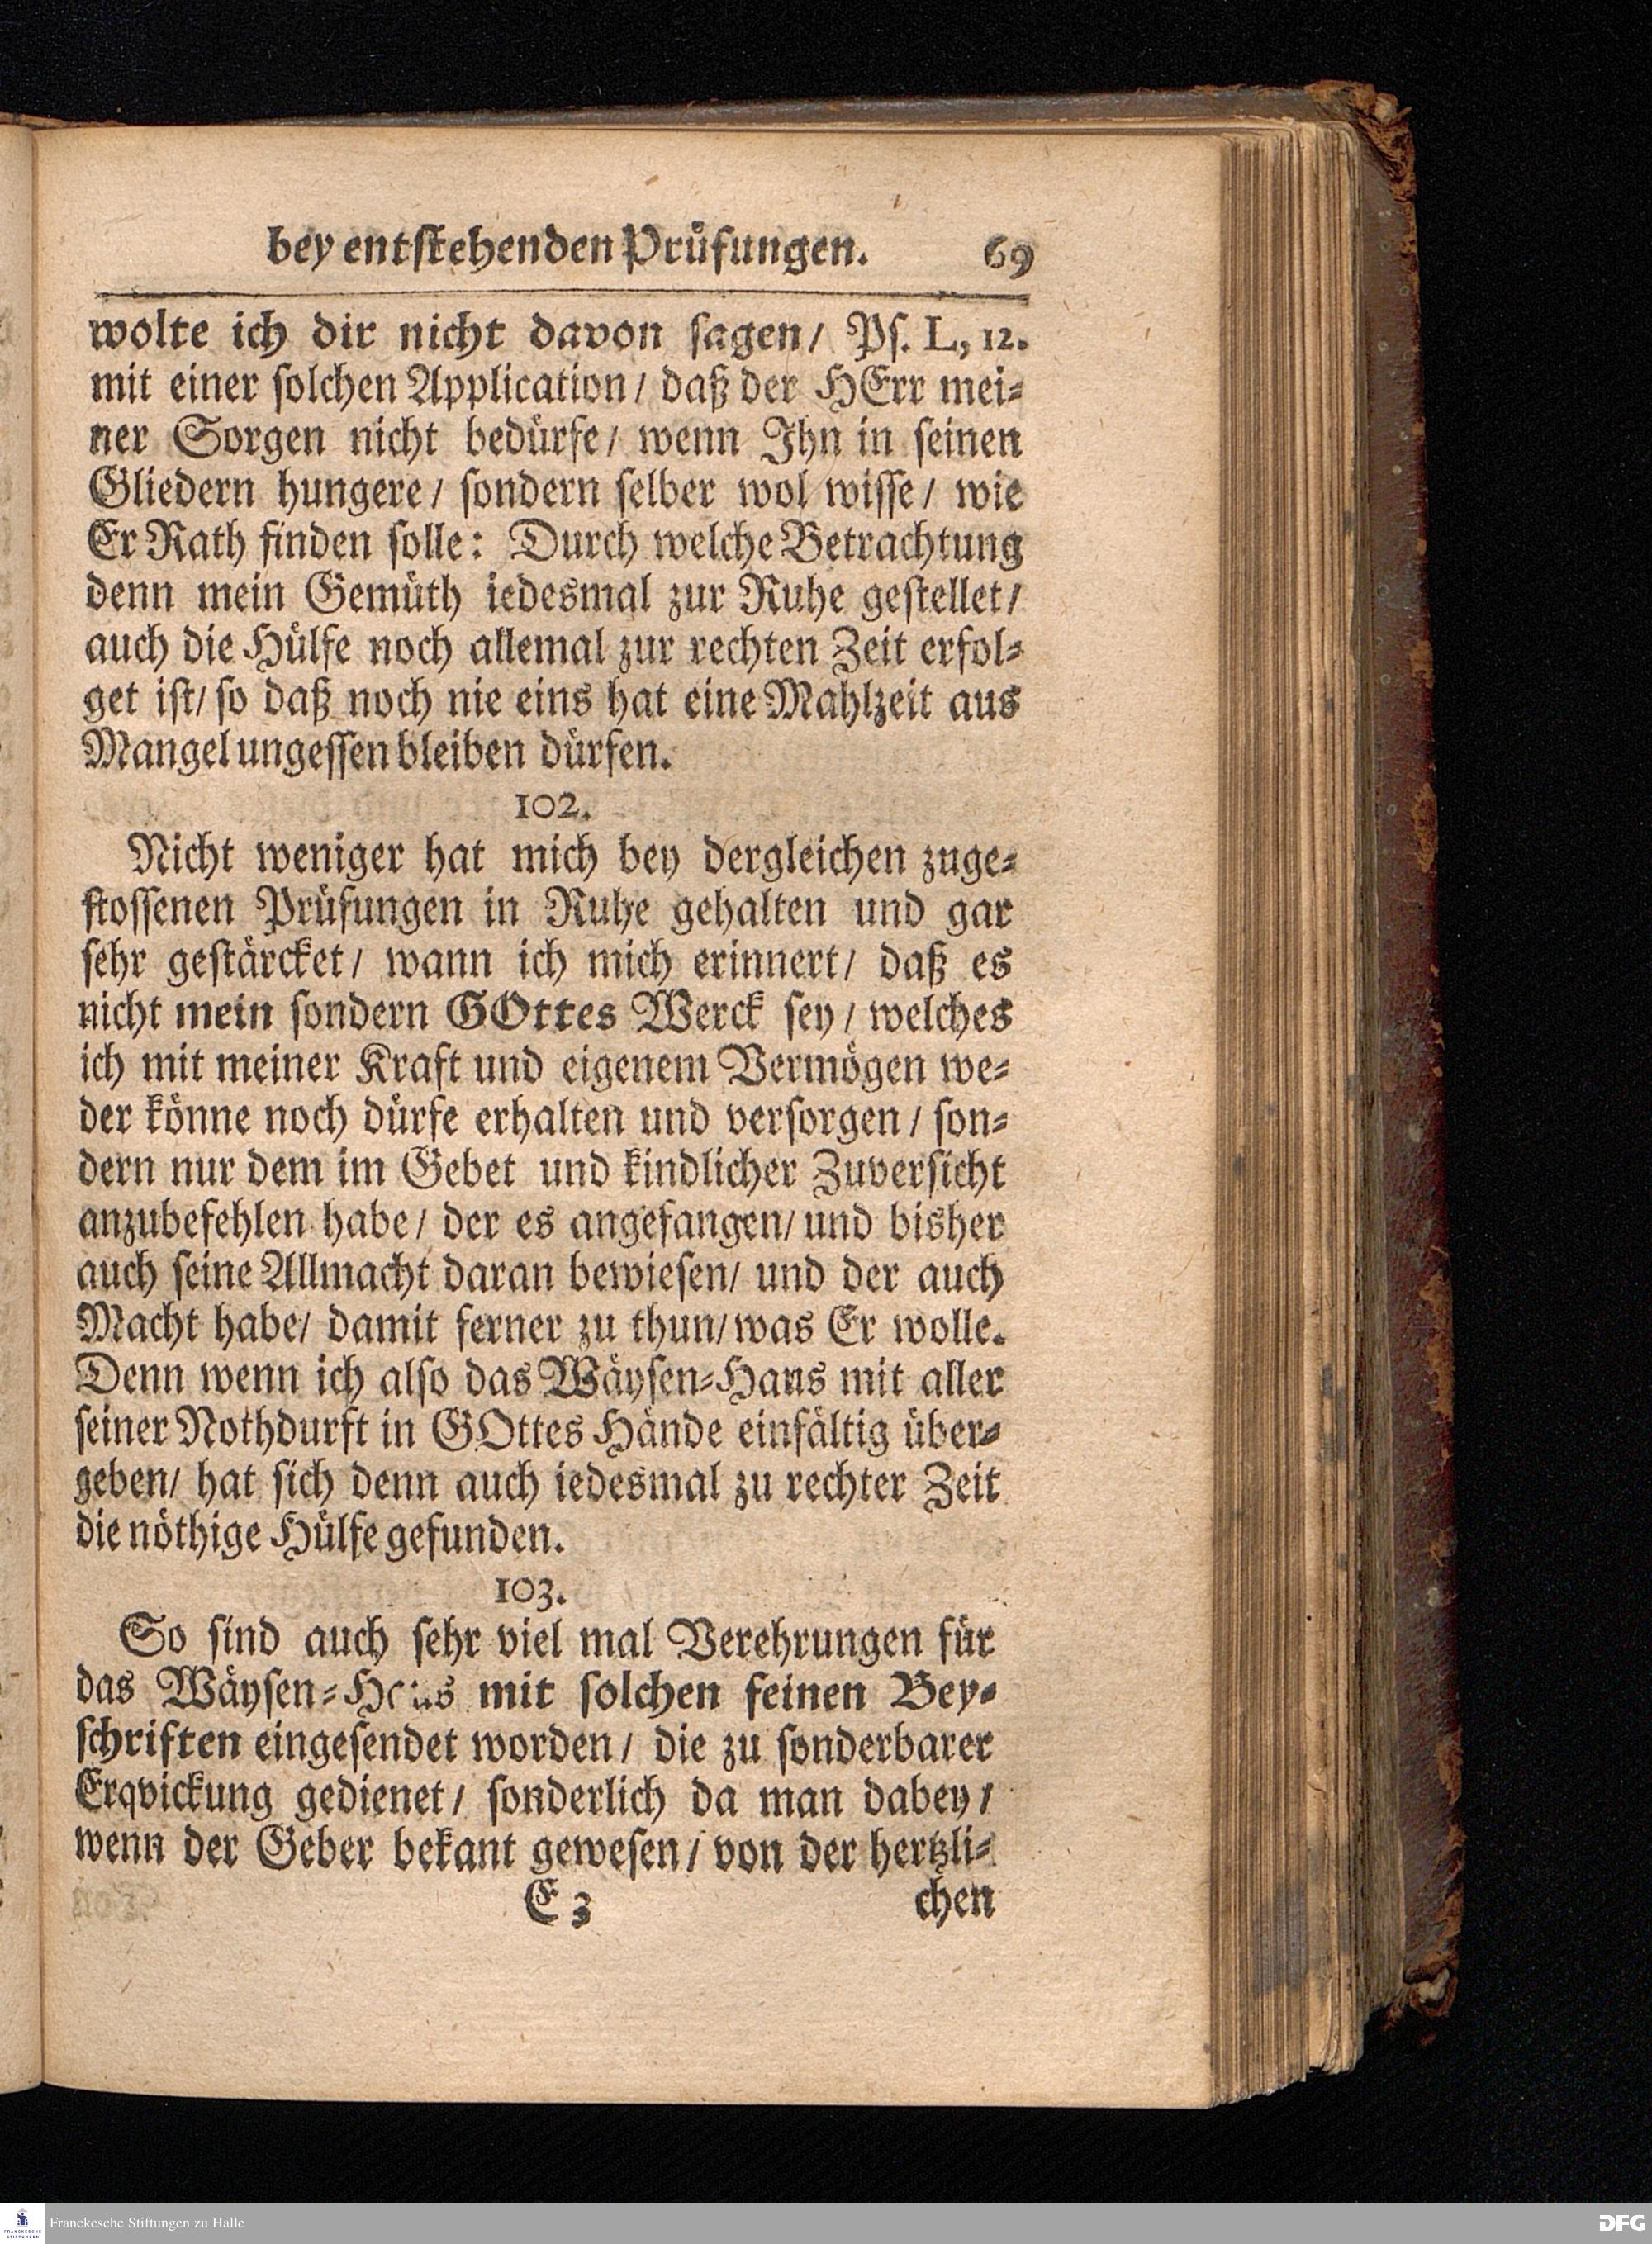 bey entstehenden Prüfungen. 69
wolte ich dir nicht davon sagen/ Ps. L, 12.
mit einer solchen Application/ daß der HErr mei-
ner Sorgen nicht bedürfe/ wenn Ihn in seinen
Gliedern hungere/ sondern selber wol wisse/ wie
Er Rath finden solle: Durch welche Betrachtung
denn mein Gemüth iedesmal zur Ruhe gestellet/
auch die Hülfe noch allemal zur rechten Zeit erfol-
get ist/ so daß noch nie eins hat eine Mahlzeit aus
Mangel ungessen bleiben dürfen.
102.
Nicht weniger hat mich bey dergleichen zuge-
stossenen Prüfungen in Ruhe gehalten und gar
sehr gestärcket/ wann ich mich erinnert/ daß es
nicht mein sondern GOttes Werck sey/ welches
ich mit meiner Kraft und eigenem Vermögen we-
der könne noch dürfe erhalten und versorgen/ son-
dern nur dem im Gebet und kindlicher Zuversicht
anzubefehlen habe/ der es angefangen/ und bisher
auch seine Allmacht daran bewiesen/ und der auch
Macht habe/ damit ferner zu thun/ was Er wolle.
Denn wenn ich also das Wäysen-Haus mit aller
seiner Nothdurft in GOttes Hände einfältig über-
geben/ hat sich denn auch iedesmal zu rechter Zeit
die nöthige Hülfe gefunden.
103.
So sind auch sehr viel mal Verehrungen für
das Wäysen-Haus mit solchen feinen Bey-
schriften eingesendet worden/ die zu sonderbarer
Erqvickung gedienet/ sonderlich da man dabey/
wenn der Geber bekant gewesen/ von der hertzli-
E 3 chen
Franckesche Stiftungen zu Halle
FRANCKESCHE STIFTUNGEN
DFG